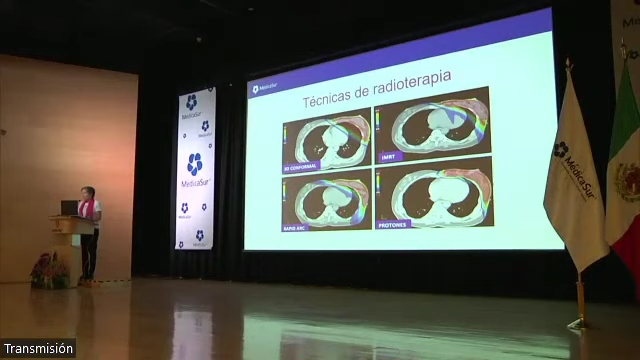 MédicaSur
Técnicas de radioterapia
3D CONFORMAL
IMRT
RAPID ARC
PROTONES
MédicaSur
MédicaSur
MédicaSur
Transmisión